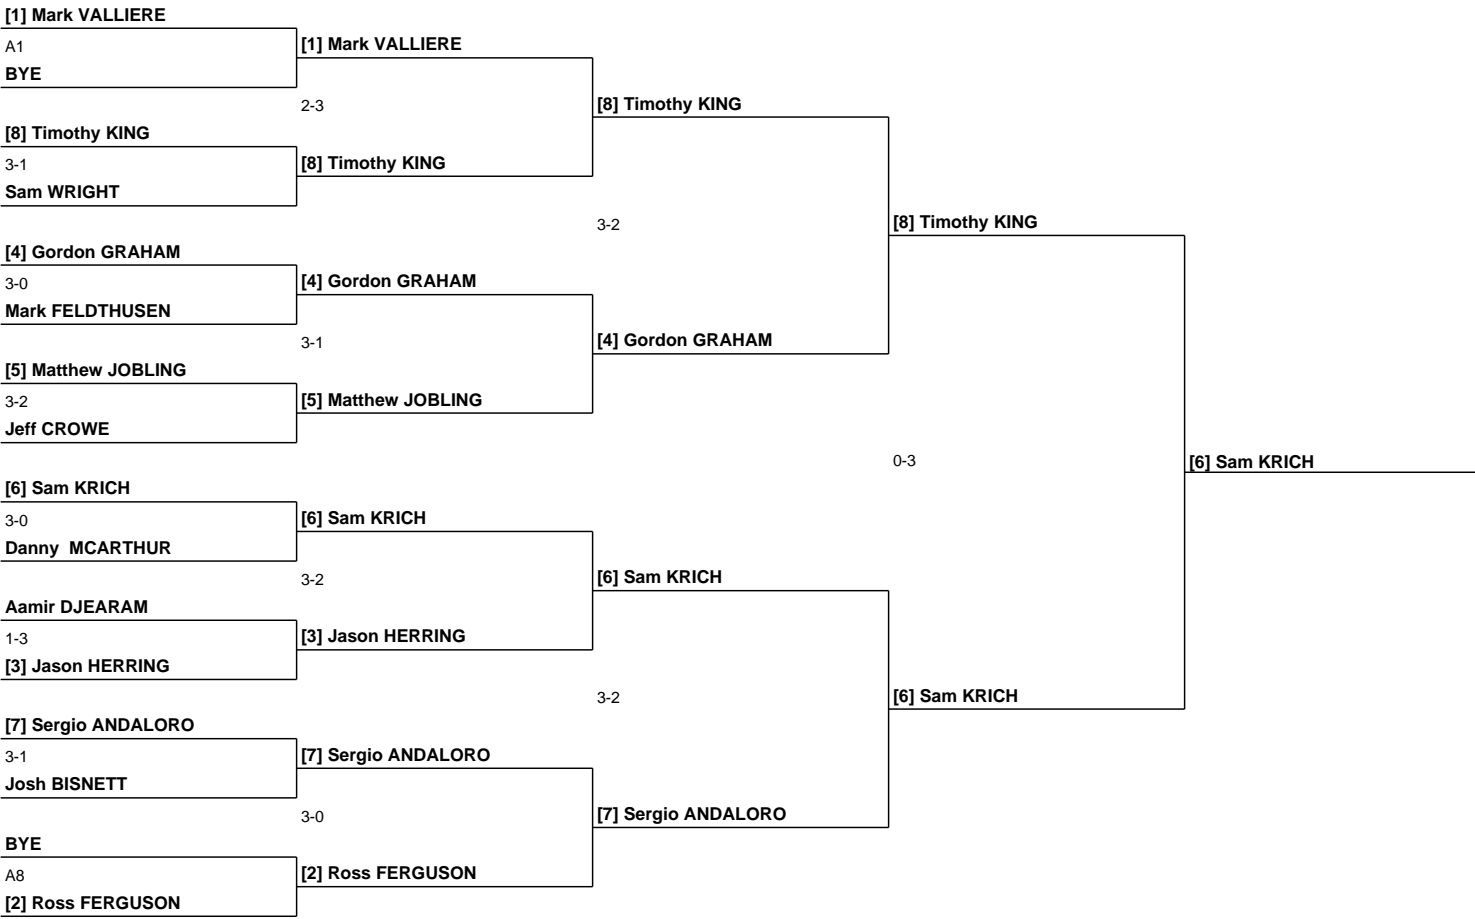 [1] Mark VALLIERE
A1
BYE
[8] Timothy KING
3-1
Sam WRIGHT
[4] Gordon GRAHAM
3-0
Mark FELDTHUSEN
[5] Matthew JOBLING
3-2
Jeff CROWE
[6] Sam KRICH
3-0
Danny  MCARTHUR
Aamir DJEARAM
1-3
[3] Jason HERRING
[7] Sergio ANDALORO
3-1
Josh BISNETT
BYE
A8
[2] Ross FERGUSON
[1] Mark VALLIERE
2-3
[8] Timothy KING
[4] Gordon GRAHAM
3-1
[5] Matthew JOBLING
[6] Sam KRICH
3-2
[3] Jason HERRING
[7] Sergio ANDALORO
3-0
[2] Ross FERGUSON
[8] Timothy KING
3-2
[4] Gordon GRAHAM
[6] Sam KRICH
3-2
[7] Sergio ANDALORO
[8] Timothy KING
0-3
[6] Sam KRICH
[6] Sam KRICH